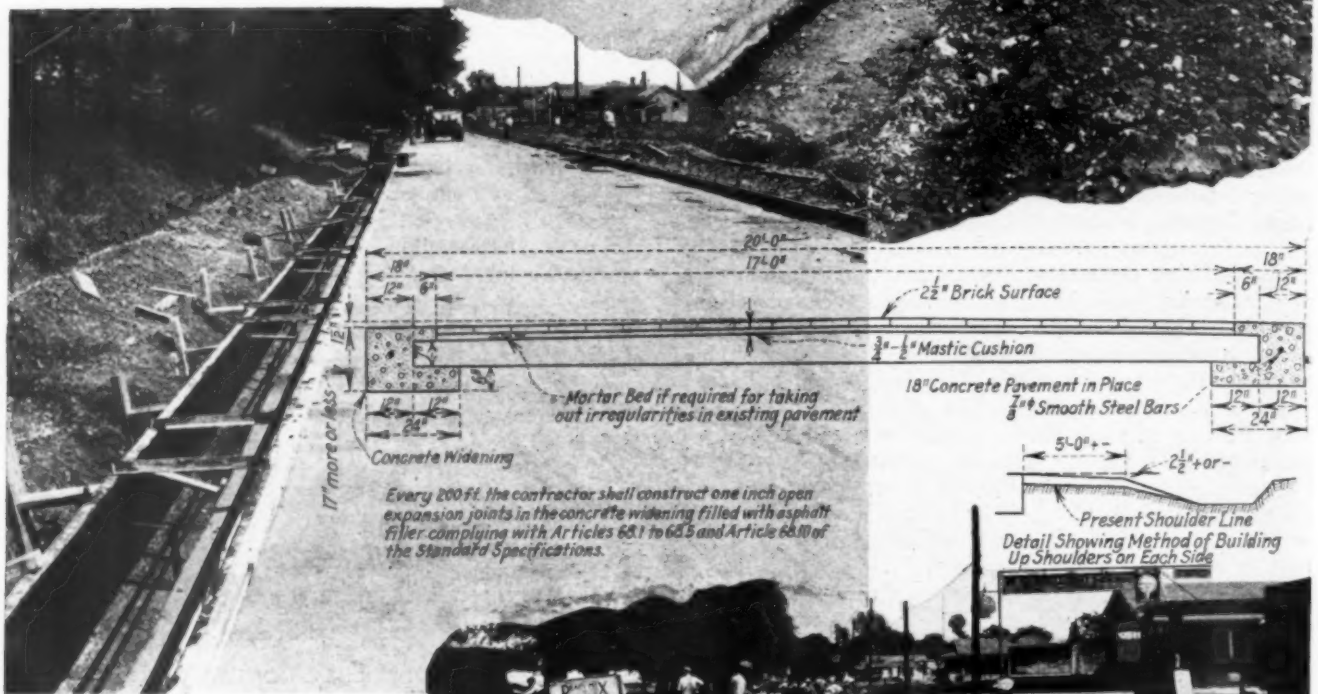 20'-0"
17'-0"
18" 18"
12" 6" 6" 12"
2 1/2" Brick Surface
1/2" Mastic Cushion
Mortar Bed if required for taking
out irregularities in existing pavement
18" Concrete Pavement in Place
7/8" ϕ Smooth Steel Bars
12" 12" 12" 12"
24" 24"
17" more or less
Concrete Widening
Every 200 ft. the contractor shall construct one inch open
expansion joints in the concrete widening filled with asphalt
filler complying with Articles 68.1 to 68.5 and Article 68.10 of
the Standard Specifications.
5'-0" + -
2 1/2" + or -
Present Shoulder Line
Detail Showing Method of Building
Up Shoulders on Each Side